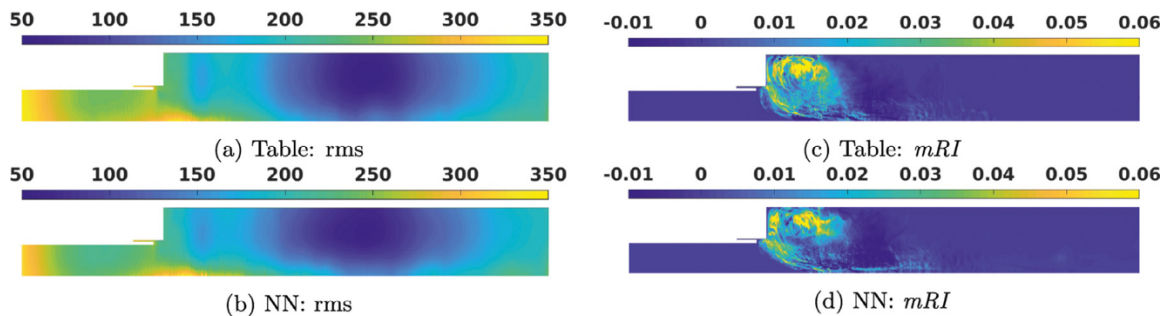 50 100 150 200 250 300 350
(a) Table: rms
50 100 150 200 250 300 350
(b) NN: rms
-0.01 0 0.01 0.02 0.03 0.04 0.05 0.06
(c) Table: mRI
-0.01 0 0.01 0.02 0.03 0.04 0.05 0.06
(d) NN: mRI